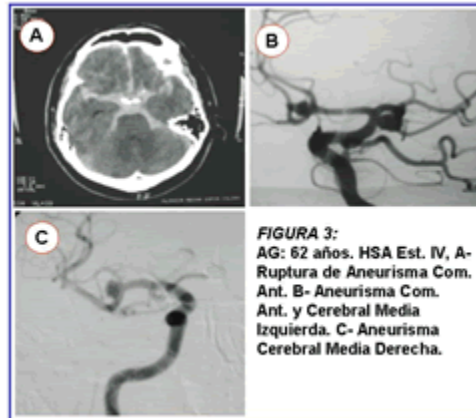 A
B
C
FIGURA 3:
AG: 62 años. HSA Est. IV, A-
Ruptura de Aneurisma Com.
Ant. B- Aneurisma Com.
Ant. y Cerebral Media
Izquierda. C- Aneurisma
Cerebral Media Derecha.